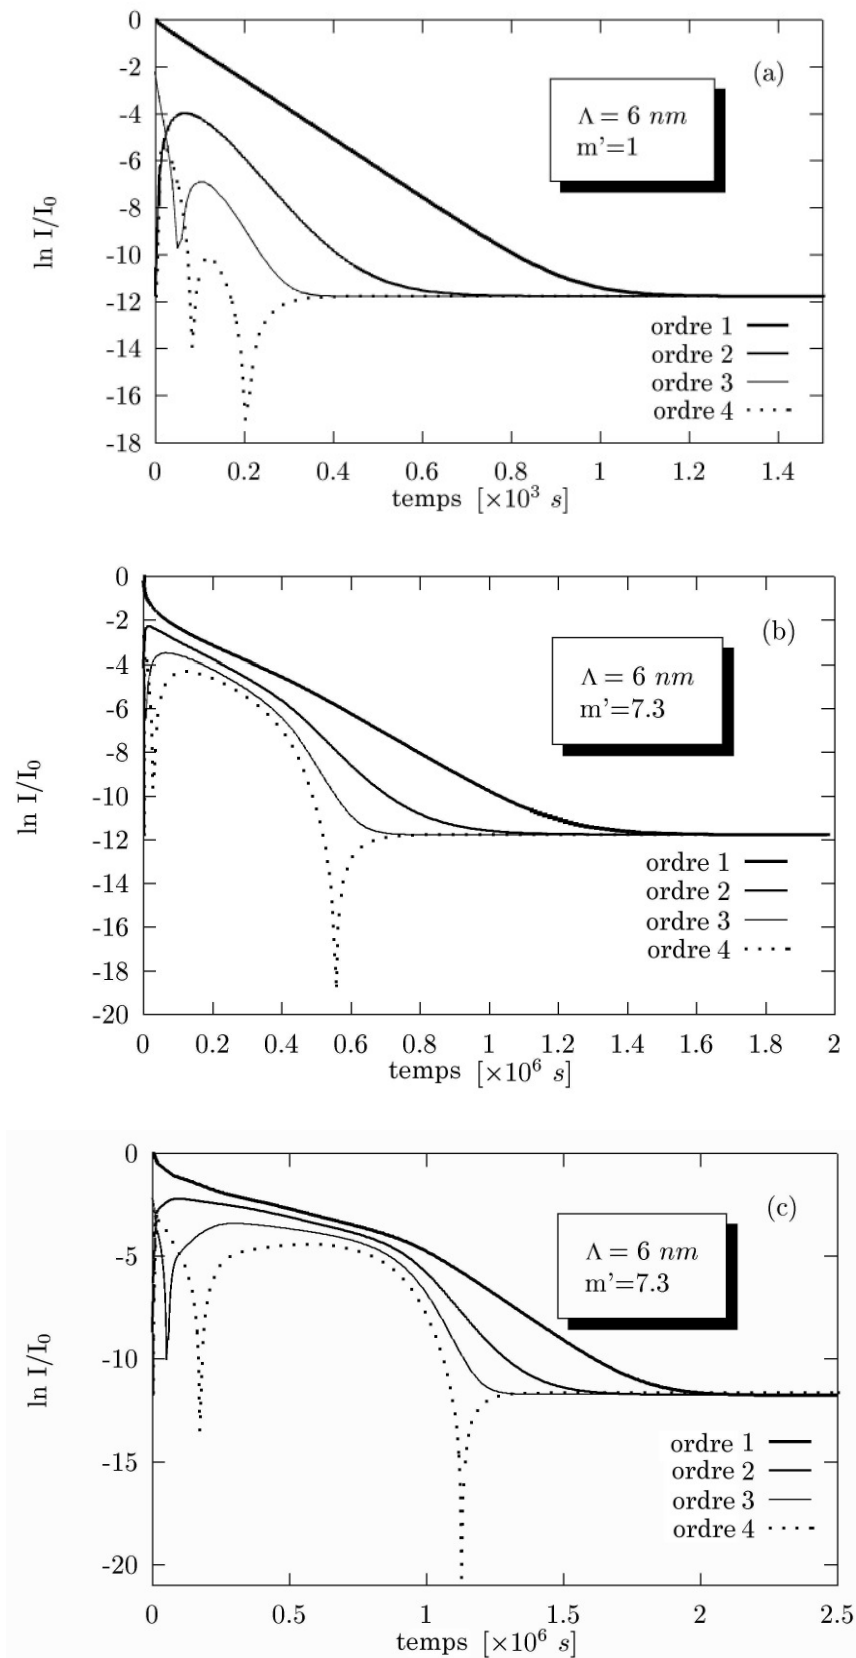 0
(a)
-2
Λ = 6 nm
-4
m'=1
-6
ln I/I0
-8
-10
-12
ordre 1
-14
ordre 2
ordre 3
-16
ordre 4
-18
0 0.2 0.4 0.6 0.8 1 1.2 1.4
temps [×10³ s]
0
(b)
-2
-4
Λ = 6 nm
m'=7.3
-6
-8
ln I/I0
-10
-12
ordre 1
-14
ordre 2
-16
ordre 3
ordre 4
-18
-20
0 0.2 0.4 0.6 0.8 1 1.2 1.4 1.6 1.8 2
temps [×10⁶ s]
0
(c)
-5
Λ = 6 nm
m'=7.3
ln I/I0
-10
ordre 1
-15
ordre 2
ordre 3
ordre 4
-20
0 0.5 1 1.5 2 2.5
temps [×10⁶ s]